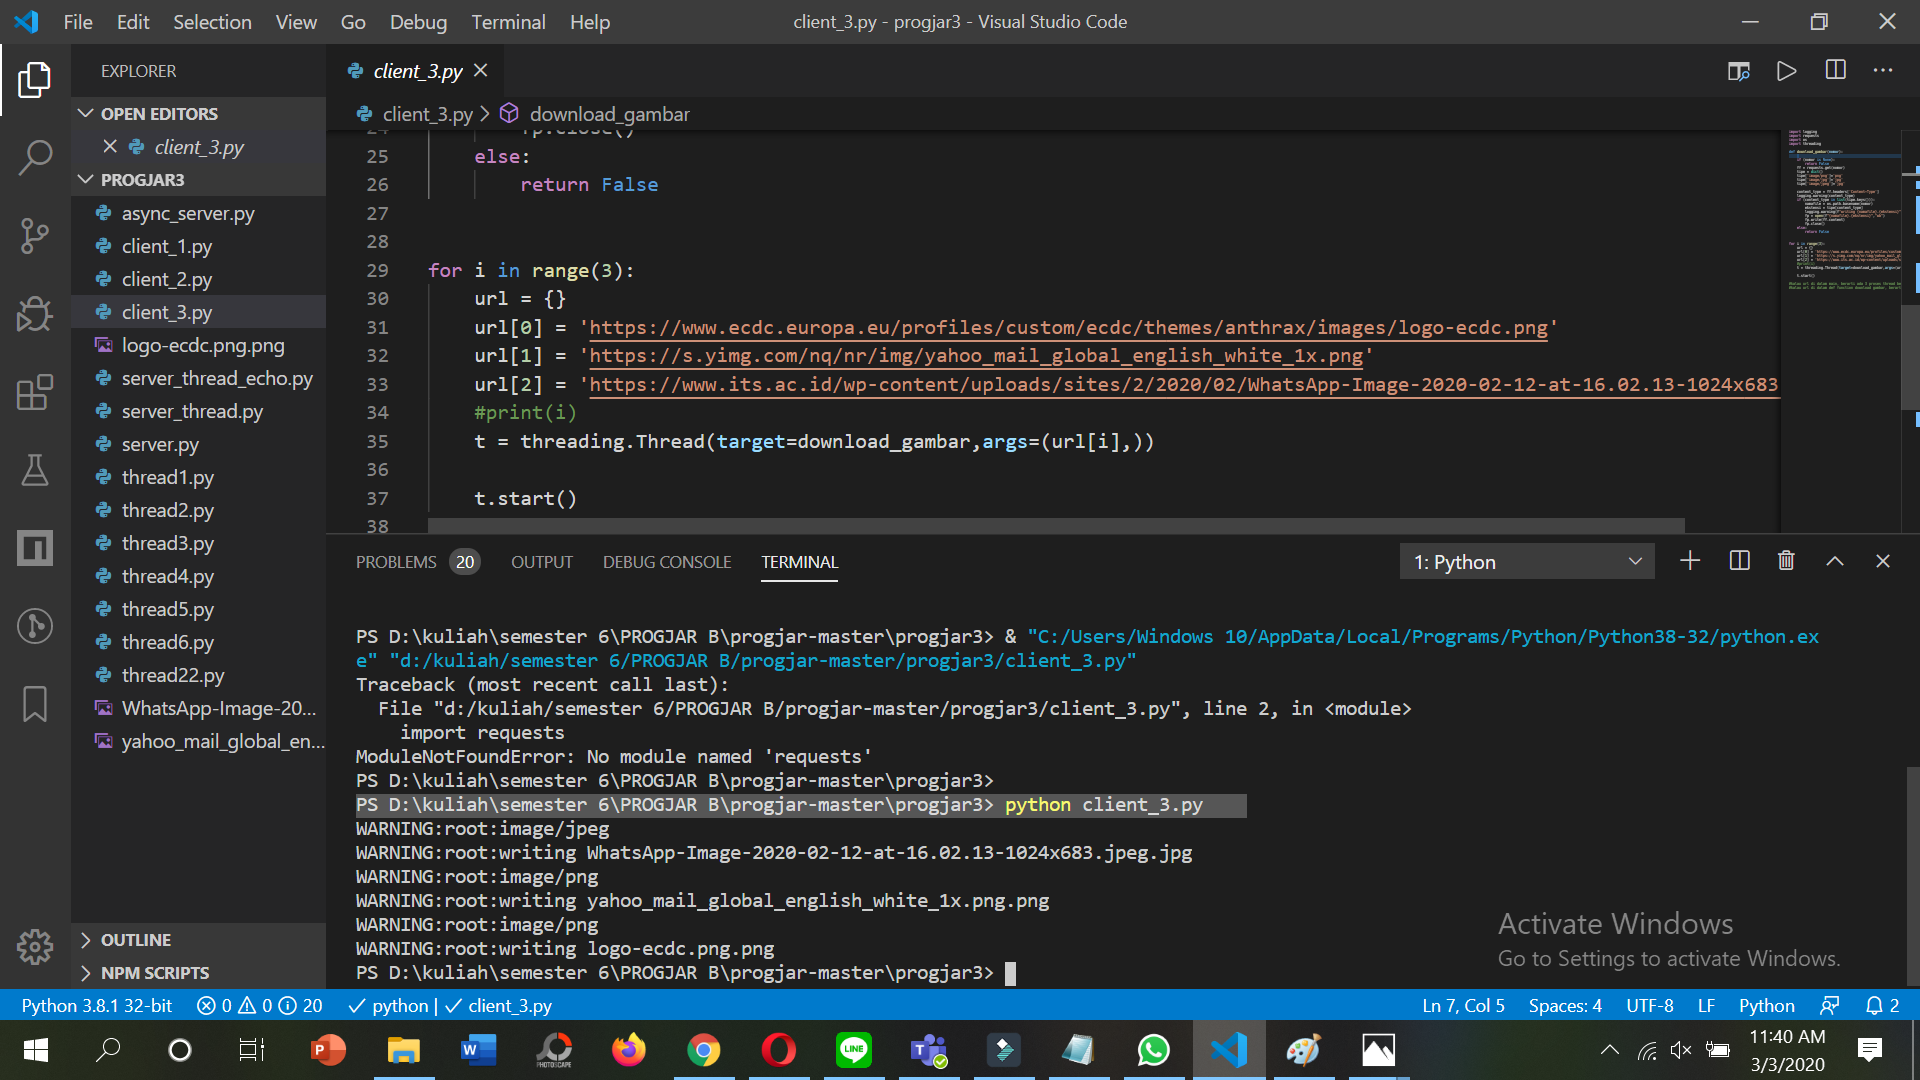 File Edit Selection View Go Debug Terminal Help
client_3.py - progjar3 - Visual Studio Code
EXPLORER
OPEN EDITORS
client_3.py
PROGJAR3
async_server.py
client_1.py
client_2.py
client_3.py
logo-ecdc.png.png
server_thread_echo.py
server_thread.py
server.py
thread1.py
thread2.py
thread3.py
thread4.py
thread5.py
thread6.py
thread22.py
WhatsApp-Image-20...
yahoo_mail_global_en...
OUTLINE
NPM SCRIPTS
client_3.py
client_3.py > download_gambar
24 fp.close()
25 else:
26 return False
27
28
29 for i in range(3):
30 url = {}
31 url[0] = 'https://www.ecdc.europa.eu/profiles/custom/ecdc/themes/anthrax/images/logo-ecdc.png'
32 url[1] = 'https://s.yimg.com/nq/nr/img/yahoo_mail_global_english_white_1x.png'
33 url[2] = 'https://www.its.ac.id/wp-content/uploads/sites/2/2020/02/WhatsApp-Image-2020-02-12-at-16.02.13-1024x683
34 #print(i)
35 t = threading.Thread(target=download_gambar,args=(url[i],))
36
37 t.start()
38
PROBLEMS 20 OUTPUT DEBUG CONSOLE TERMINAL
1: Python
PS D:\kuliah\semester 6\PROGJAR B\progjar-master\progjar3> & "C:/Users/Windows 10/AppData/Local/Programs/Python/Python38-32/python.ex
e" "d:/kuliah/semester 6/PROGJAR B/progjar-master/progjar3/client_3.py"
Traceback (most recent call last):
File "d:/kuliah/semester 6/PROGJAR B/progjar-master/progjar3/client_3.py", line 2, in <module>
import requests
ModuleNotFoundError: No module named 'requests'
PS D:\kuliah\semester 6\PROGJAR B\progjar-master\progjar3>
PS D:\kuliah\semester 6\PROGJAR B\progjar-master\progjar3> python client_3.py
WARNING:root:image/jpeg
WARNING:root:writing WhatsApp-Image-2020-02-12-at-16.02.13-1024x683.jpeg.jpg
WARNING:root:image/png
WARNING:root:writing yahoo_mail_global_english_white_1x.png.png
WARNING:root:image/png
WARNING:root:writing logo-ecdc.png.png
PS D:\kuliah\semester 6\PROGJAR B\progjar-master\progjar3>
Activate Windows
Go to Settings to activate Windows.
Python 3.8.1 32-bit 0 0 20 python | client_3.py
Ln 7, Col 5 Spaces: 4 UTF-8 LF Python 2
11:40 AM
3/3/2020